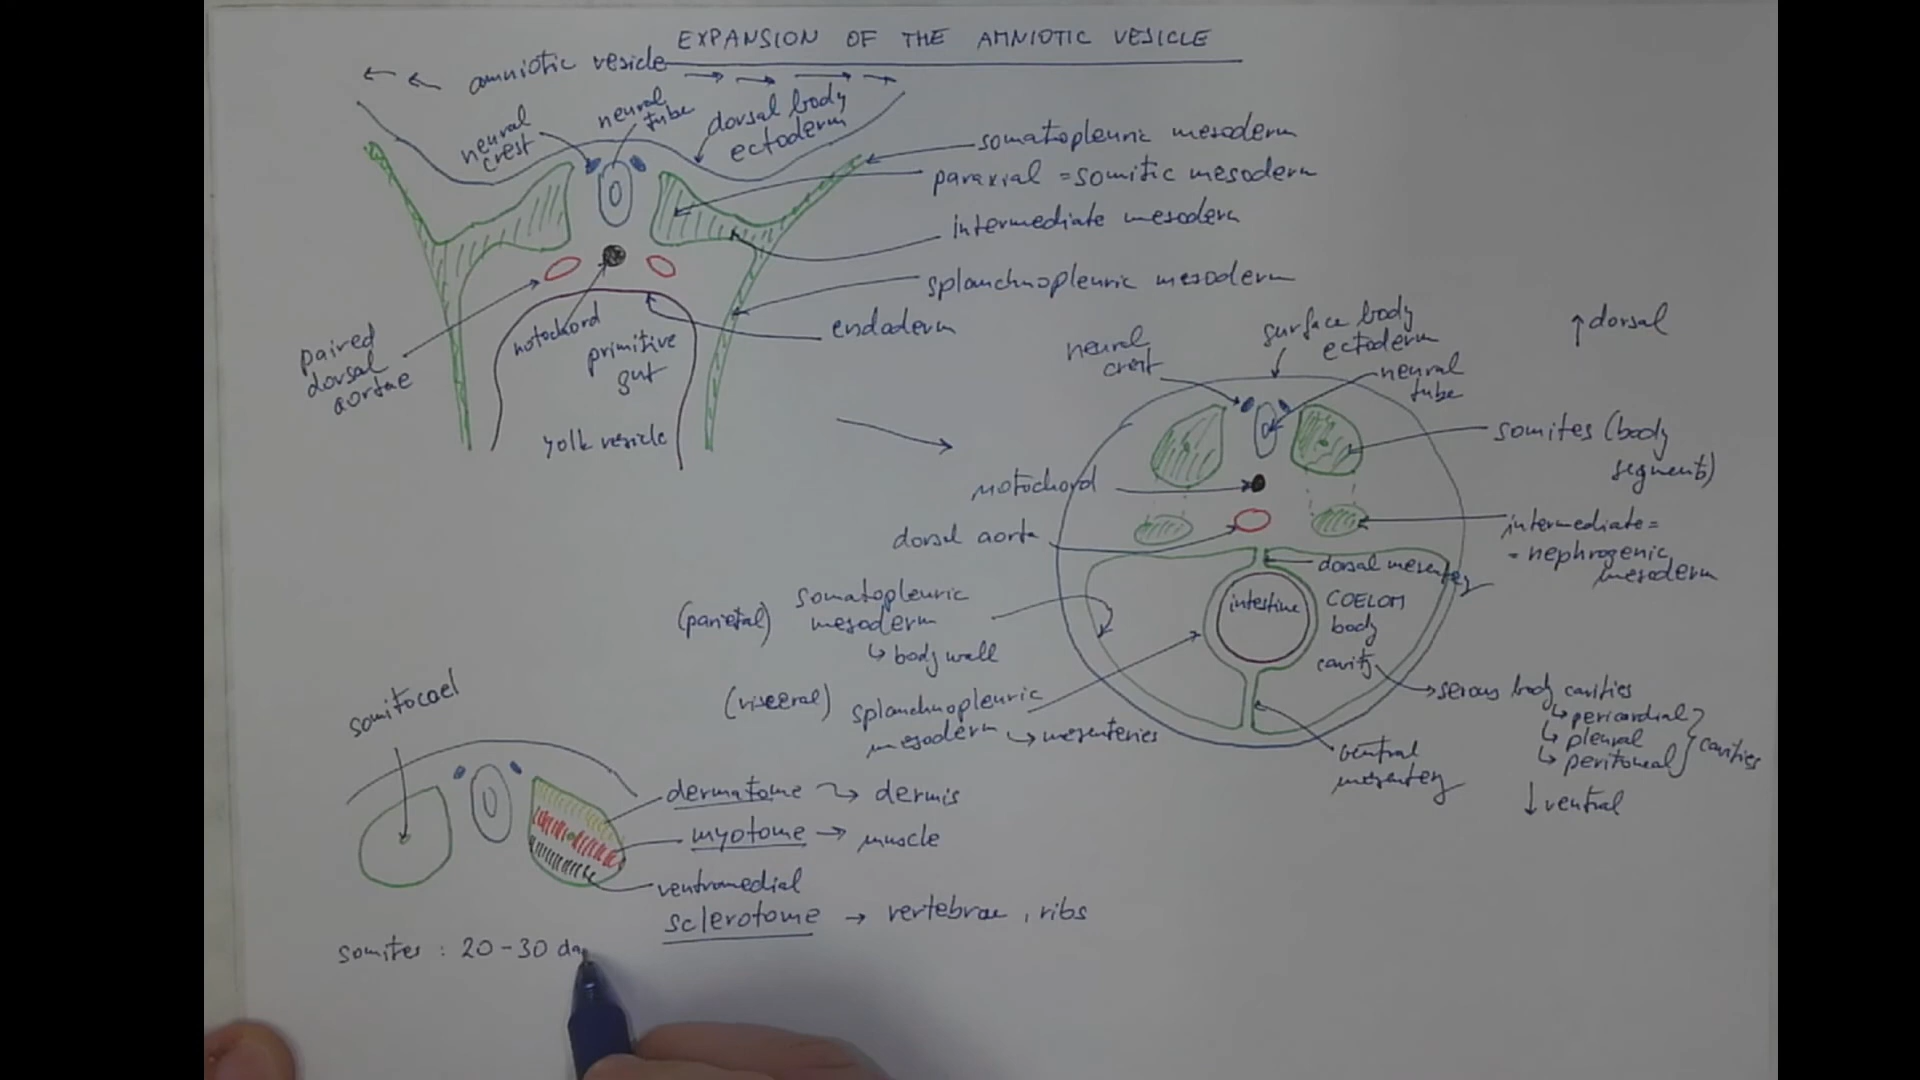 EXPANSION OF THE AMNIOTIC VESICLE
amniotic vesicle
neural
crest
neural
tube
dorsal body
ectoderm
somatopleuric mesoderm
paraxial = somitic mesoderm
intermediate mesoderm
splanchnopleuric mesoderm
endoderm
paired
dorsal
aortae
notochord
primitive
gut
yolk vesicle
neural
crest
surface body
ectoderm
neural
tube
↑ dorsal
somites (body
segments)
notochord
dorsal aorta
intermediate =
= nephrogenic
mesoderm
dorsal mesentery
intestine
COELOM
body
cavity
(parietal) somatopleuric
mesoderm
↳ body wall
(visceral) splanchnopleuric
mesoderm → mesenteries
→ serous body cavities
↳ pericardial
↳ pleural
↳ peritoneal } cavities
ventral
mesentery
↓ ventral
somitocoel
dermatome → dermis
myotome → muscle
ventromedial
sclerotome → vertebrae, ribs
somites : 20-30 da